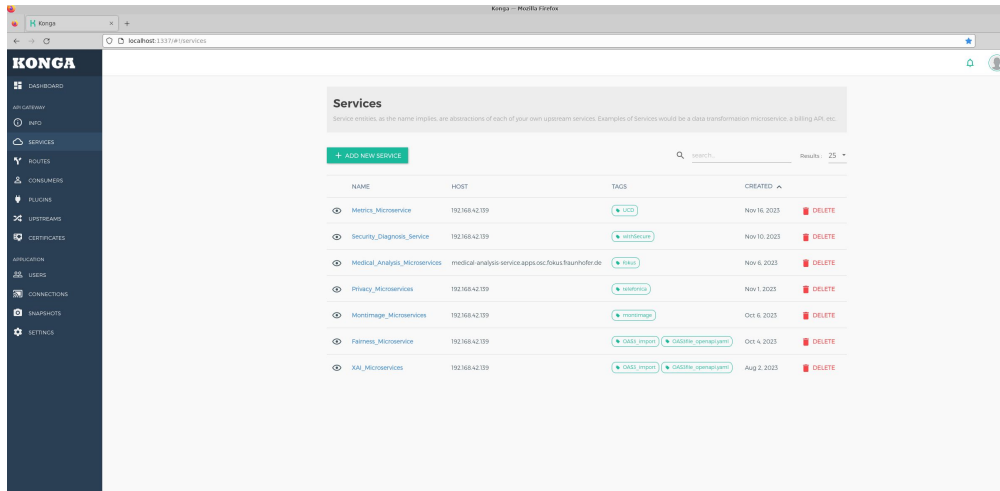 Konga — Mozilla Firefox
Konga × +
localhost:1337/#!/services
KONGA
DASHBOARD
API GATEWAY
INFO
SERVICES
ROUTES
CONSUMERS
PLUGINS
UPSTREAMS
CERTIFICATES
APPLICATION
USERS
CONNECTIONS
SNAPSHOTS
SETTINGS
Services
Service entities, as the name implies, are abstractions of each of your own upstream services. Examples of Services would be a data transformation microservice, a billing API, etc.
+ ADD NEW SERVICE
search...
Results : 25
NAME HOST TAGS CREATED
Metrics_Microservice 192.168.42.139 UCD Nov 16, 2023 DELETE
Security_Diagnosis_Service 192.168.42.139 withSecure Nov 10, 2023 DELETE
Medical_Analysis_Microservices medical-analysis-service.apps.osc.fokus.fraunhofer.de fokus Nov 6, 2023 DELETE
Privacy_Microservices 192.168.42.139 telefonica Nov 1, 2023 DELETE
Montimage_Microservices 192.168.42.139 montimage Oct 6, 2023 DELETE
Fairness_Microservice 192.168.42.139 OAS3_import OAS3file_openapi.yaml Oct 4, 2023 DELETE
XAI_Microservices 192.168.42.139 OAS3_import OAS3file_openapi.yaml Aug 2, 2023 DELETE